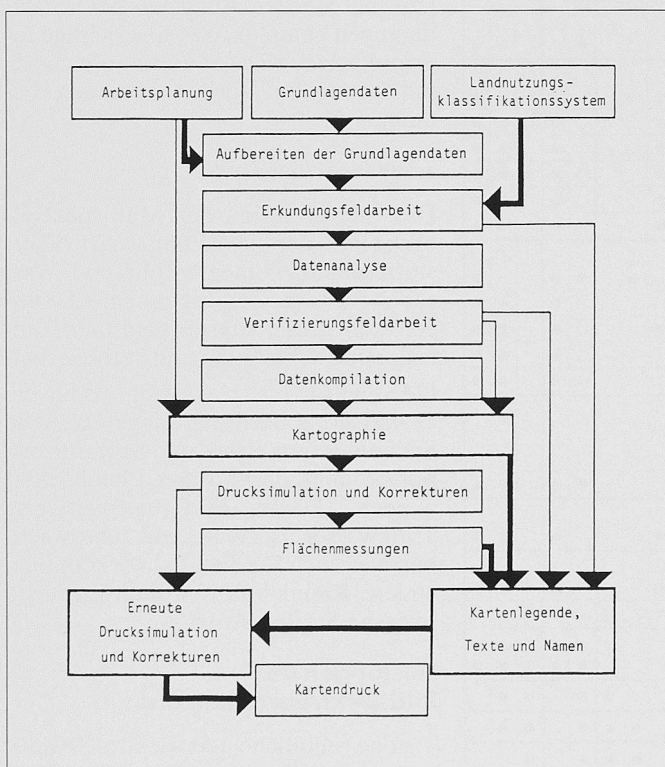 Arbeitsplanung
Grundlagendaten
Landnutzungs-
klassifikationssystem
Aufbereiten der Grundlagendaten
Erkundungsfeldarbeit
Datenanalyse
Verifizierungsfeldarbeit
Datenkompilation
Kartographie
Drucksimulation und Korrekturen
Flächenmessungen
Erneute
Drucksimulation
und Korrekturen
Kartenlegende,
Texte und Namen
Kartendruck